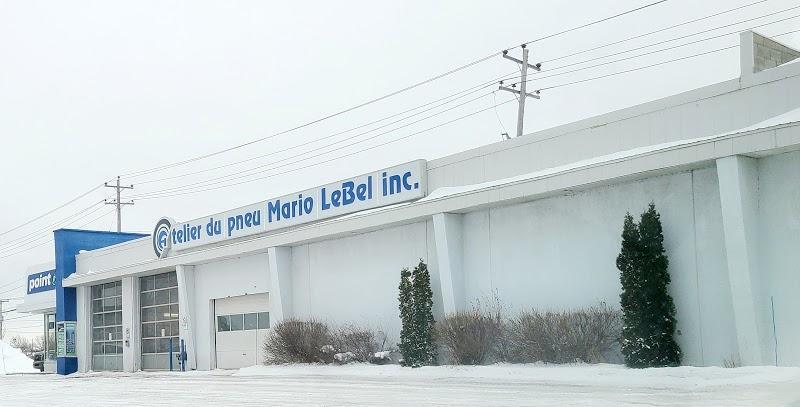 point
Atelier du pneu Mario LeBel inc.